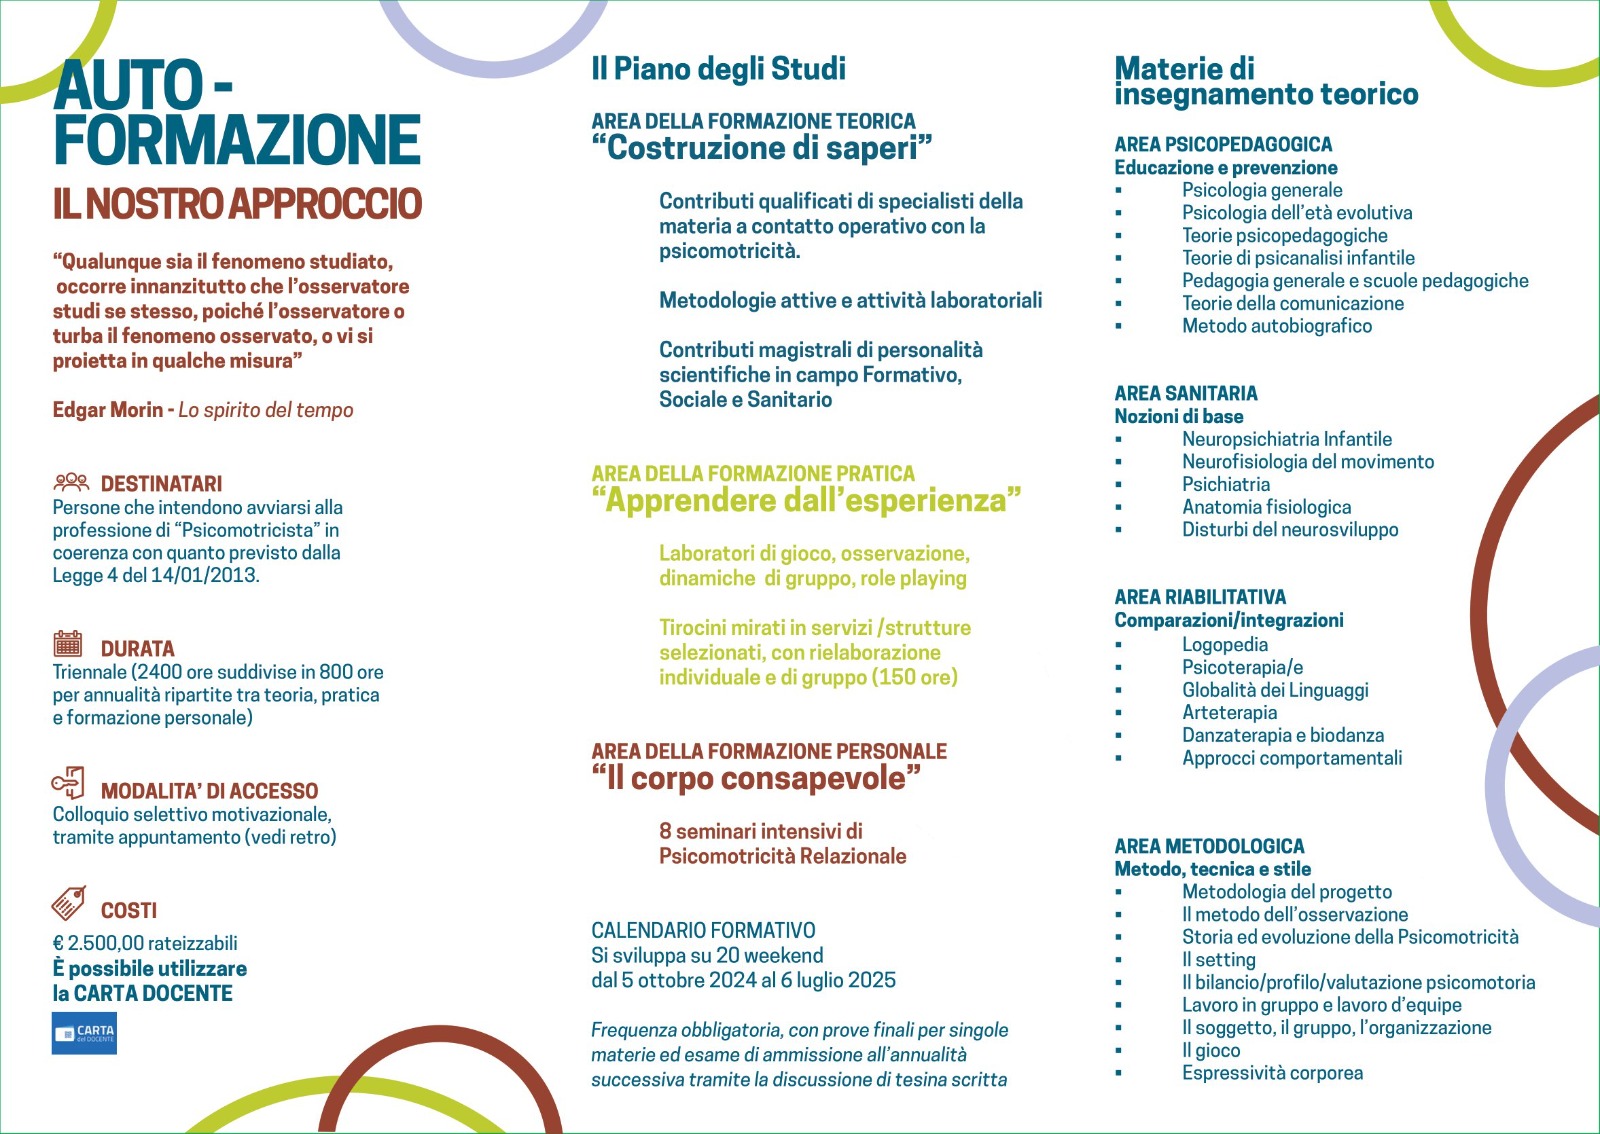 AUTO -
FORMAZIONE
IL NOSTRO APPROCCIO
“Qualunque sia il fenomeno studiato,
occorre innanzitutto che l’osservatore
studi se stesso, poiché l’osservatore o
turba il fenomeno osservato, o vi si
proietta in qualche misura”
Edgar Morin - Lo spirito del tempo
DESTINATARI
Persone che intendono avviarsi alla
professione di “Psicomotricista” in
coerenza con quanto previsto dalla
Legge 4 del 14/01/2013.
DURATA
Triennale (2400 ore suddivise in 800 ore
per annualità ripartite tra teoria, pratica
e formazione personale)
MODALITA’ DI ACCESSO
Colloquio selettivo motivazionale,
tramite appuntamento (vedi retro)
COSTI
€ 2.500,00 rateizzabili
È possibile utilizzare
la CARTA DOCENTE
CARTA
del DOCENTE
Il Piano degli Studi
AREA DELLA FORMAZIONE TEORICA
“Costruzione di saperi”
Contributi qualificati di specialisti della
materia a contatto operativo con la
psicomotricità.
Metodologie attive e attività laboratoriali
Contributi magistrali di personalità
scientifiche in campo Formativo,
Sociale e Sanitario
AREA DELLA FORMAZIONE PRATICA
“Apprendere dall’esperienza”
Laboratori di gioco, osservazione,
dinamiche di gruppo, role playing
Tirocini mirati in servizi /strutture
selezionati, con rielaborazione
individuale e di gruppo (150 ore)
AREA DELLA FORMAZIONE PERSONALE
“Il corpo consapevole”
8 seminari intensivi di
Psicomotricità Relazionale
CALENDARIO FORMATIVO
Si sviluppa su 20 weekend
dal 5 ottobre 2024 al 6 luglio 2025
Frequenza obbligatoria, con prove finali per singole
materie ed esame di ammissione all’annualità
successiva tramite la discussione di tesina scritta
Materie di
insegnamento teorico
AREA PSICOPEDAGOGICA
Educazione e prevenzione
▪ Psicologia generale
▪ Psicologia dell’età evolutiva
▪ Teorie psicopedagogiche
▪ Teorie di psicanalisi infantile
▪ Pedagogia generale e scuole pedagogiche
▪ Teorie della comunicazione
▪ Metodo autobiografico
AREA SANITARIA
Nozioni di base
▪ Neuropsichiatria Infantile
▪ Neurofisiologia del movimento
▪ Psichiatria
▪ Anatomia fisiologica
▪ Disturbi del neurosviluppo
AREA RIABILITATIVA
Comparazioni/integrazioni
▪ Logopedia
▪ Psicoterapia/e
▪ Globalità dei Linguaggi
▪ Arteterapia
▪ Danzaterapia e biodanza
▪ Approcci comportamentali
AREA METODOLOGICA
Metodo, tecnica e stile
▪ Metodologia del progetto
▪ Il metodo dell’osservazione
▪ Storia ed evoluzione della Psicomotricità
▪ Il setting
▪ Il bilancio/profilo/valutazione psicomotoria
▪ Lavoro in gruppo e lavoro d’equipe
▪ Il soggetto, il gruppo, l’organizzazione
▪ Il gioco
▪ Espressività corporea